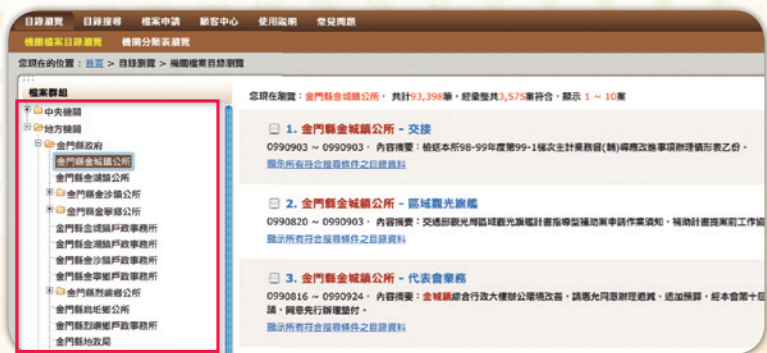 目錄瀏覽 目錄搜尋 檔案申請 顧客中心 使用說明 常見問題
機關檔案目錄瀏覽 機關分類表瀏覽
您現在的位置：首頁 > 目錄瀏覽 > 機關檔案目錄瀏覽
檔案群組
中央機關
地方機關
金門縣政府
金門縣金城鎮公所
金門縣金湖鎮公所
金門縣金沙鎮公所
金門縣金寧鄉公所
金門縣金城鎮戶政事務所
金門縣金湖鎮戶政事務所
金門縣金沙鎮戶政事務所
金門縣金寧鄉戶政事務所
金門縣烈嶼鄉公所
金門縣烏坵鄉公所
金門縣烈嶼鄉戶政事務所
金門縣地政局
您現在瀏覽：金門縣金城鎮公所， 共計93,398筆，經彙整共3,575案符合，顯示 1 ~ 10案
1. 金門縣金城鎮公所 - 交接
0990903 ~ 0990903， 內容摘要：檢送本所98-99年度第99-1梯次主計業務督(輔)導應改進事項辦理情形表乙份。
顯示所有符合搜尋條件之目錄資料
2. 金門縣金城鎮公所 - 區域觀光旗艦
0990820 ~ 0990903， 內容摘要：交通部觀光局區域觀光旗艦計畫指導型補助案申請作業須知，補助計畫提案前工作協
顯示所有符合搜尋條件之目錄資料
3. 金門縣金城鎮公所 - 代表會業務
0990816 ~ 0990924， 內容摘要：金城鎮綜合行政大樓辦公環境改善，請惠允同意辦理追減、追加預算，經本會第十屆
議，同意先行辦理墊付。
顯示所有符合搜尋條件之目錄資料